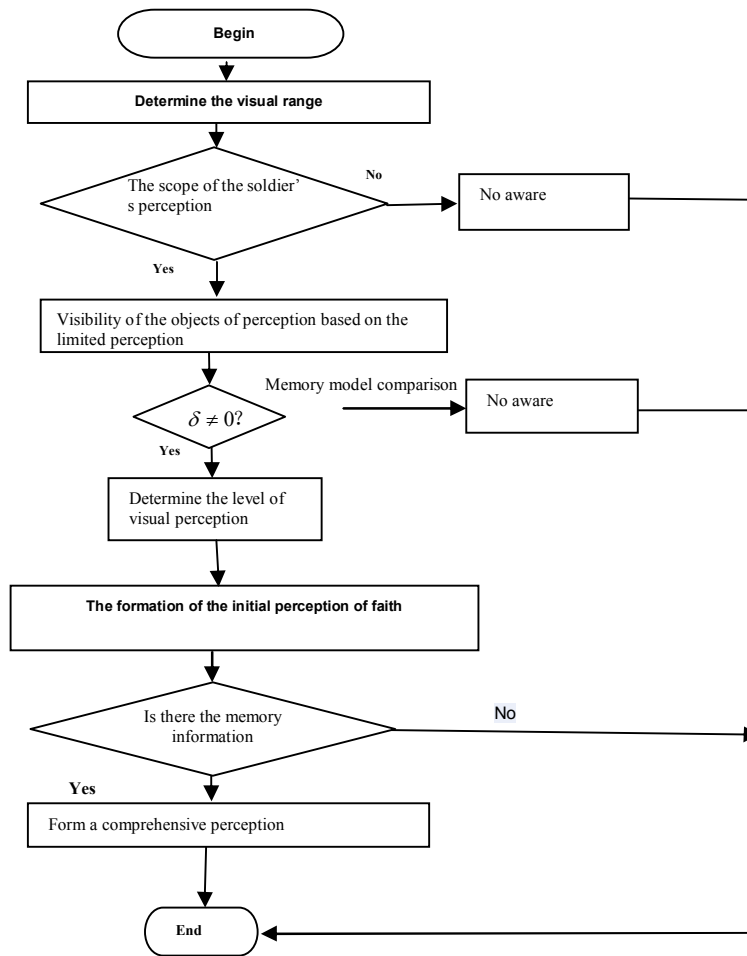 Begin
Determine the visual range
The scope of the soldier'
s perception
No
No aware
Yes
Visibility of the objects of perception based on the
limited perception
Memory model comparison
δ ≠ 0?
No aware
Yes
Determine the level of
visual perception
The formation of the initial perception of faith
Is there the memory
information
No
Yes
Form a comprehensive perception
End